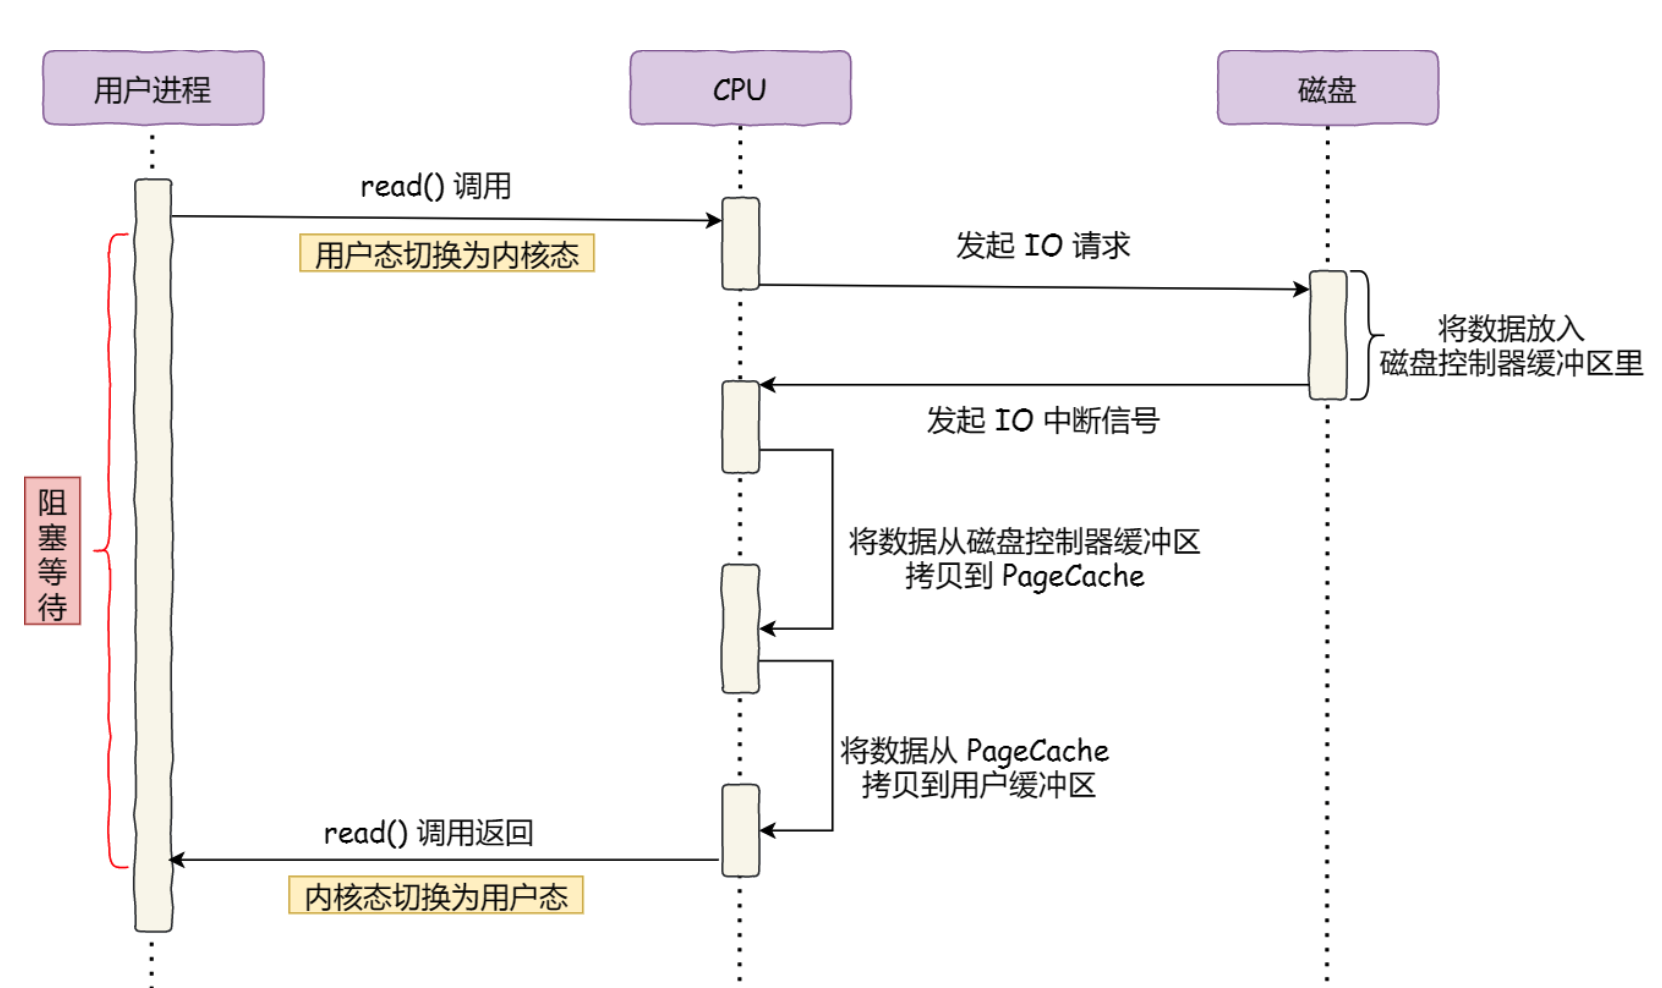 用户进程
CPU
磁盘
read() 调用
用户态切换为内核态
发起 IO 请求
将数据放入
磁盘控制器缓冲区里
发起 IO 中断信号
阻
塞
等
待
将数据从磁盘控制器缓冲区
拷贝到 PageCache
将数据从 PageCache
拷贝到用户缓冲区
read() 调用返回
内核态切换为用户态